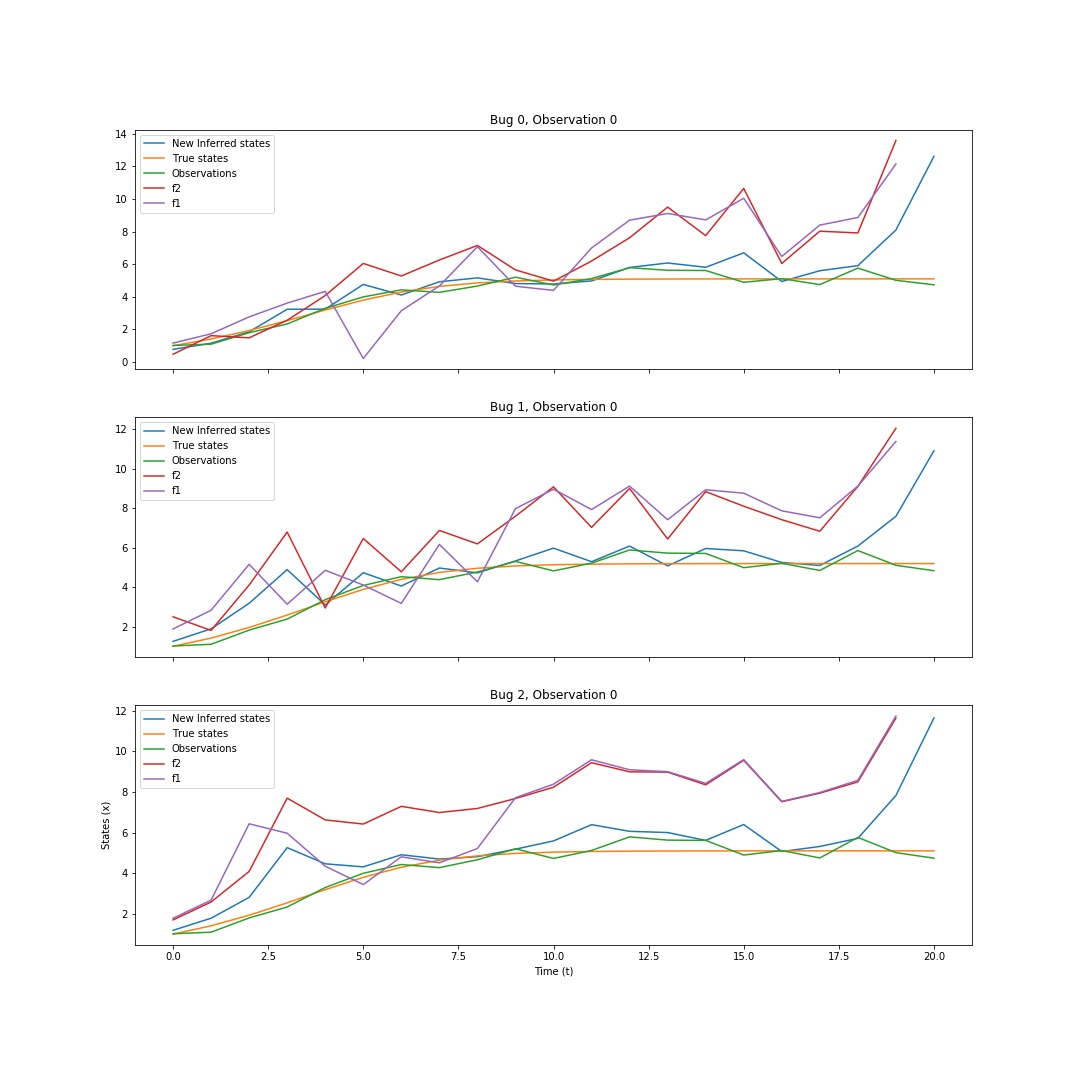 Bug 0, Observation 0
14
12
10
8
6
4
2
0
New Inferred states
True states
Observations
f2
f1
Bug 1, Observation 0
12
10
8
6
4
2
New Inferred states
True states
Observations
f2
f1
Bug 2, Observation 0
12
10
8
6
4
2
New Inferred states
True states
Observations
f2
f1
States (x)
0.0 2.5 5.0 7.5 10.0 12.5 15.0 17.5 20.0
Time (t)